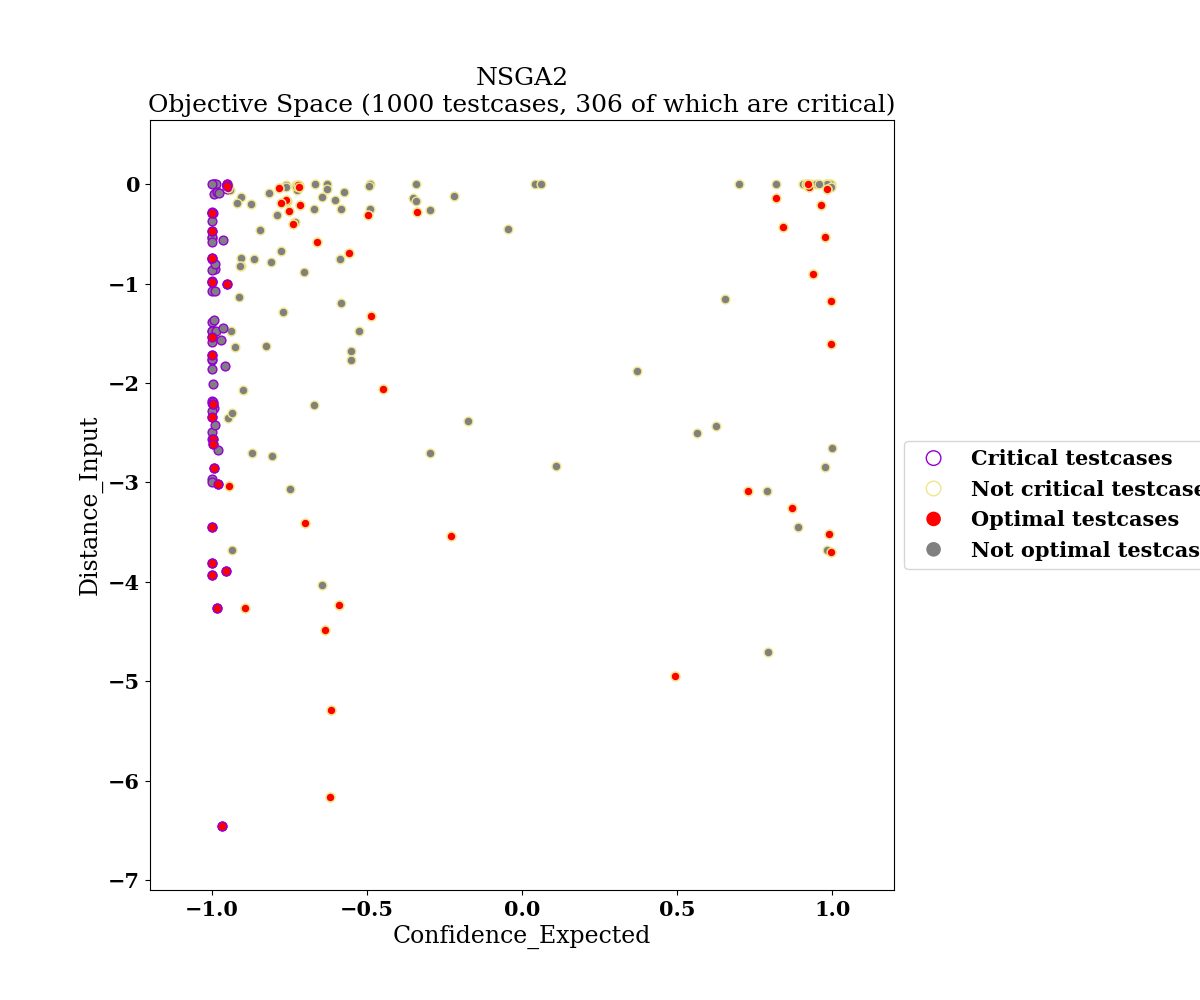 NSGA2
Objective Space (1000 testcases, 306 of which are critical)
0
−1
−2
−3
−4
−5
−6
−7
−1.0
−0.5
0.0
0.5
1.0
Confidence_Expected
Distance_Input
Critical testcases
Not critical testcase
Optimal testcases
Not optimal testcas